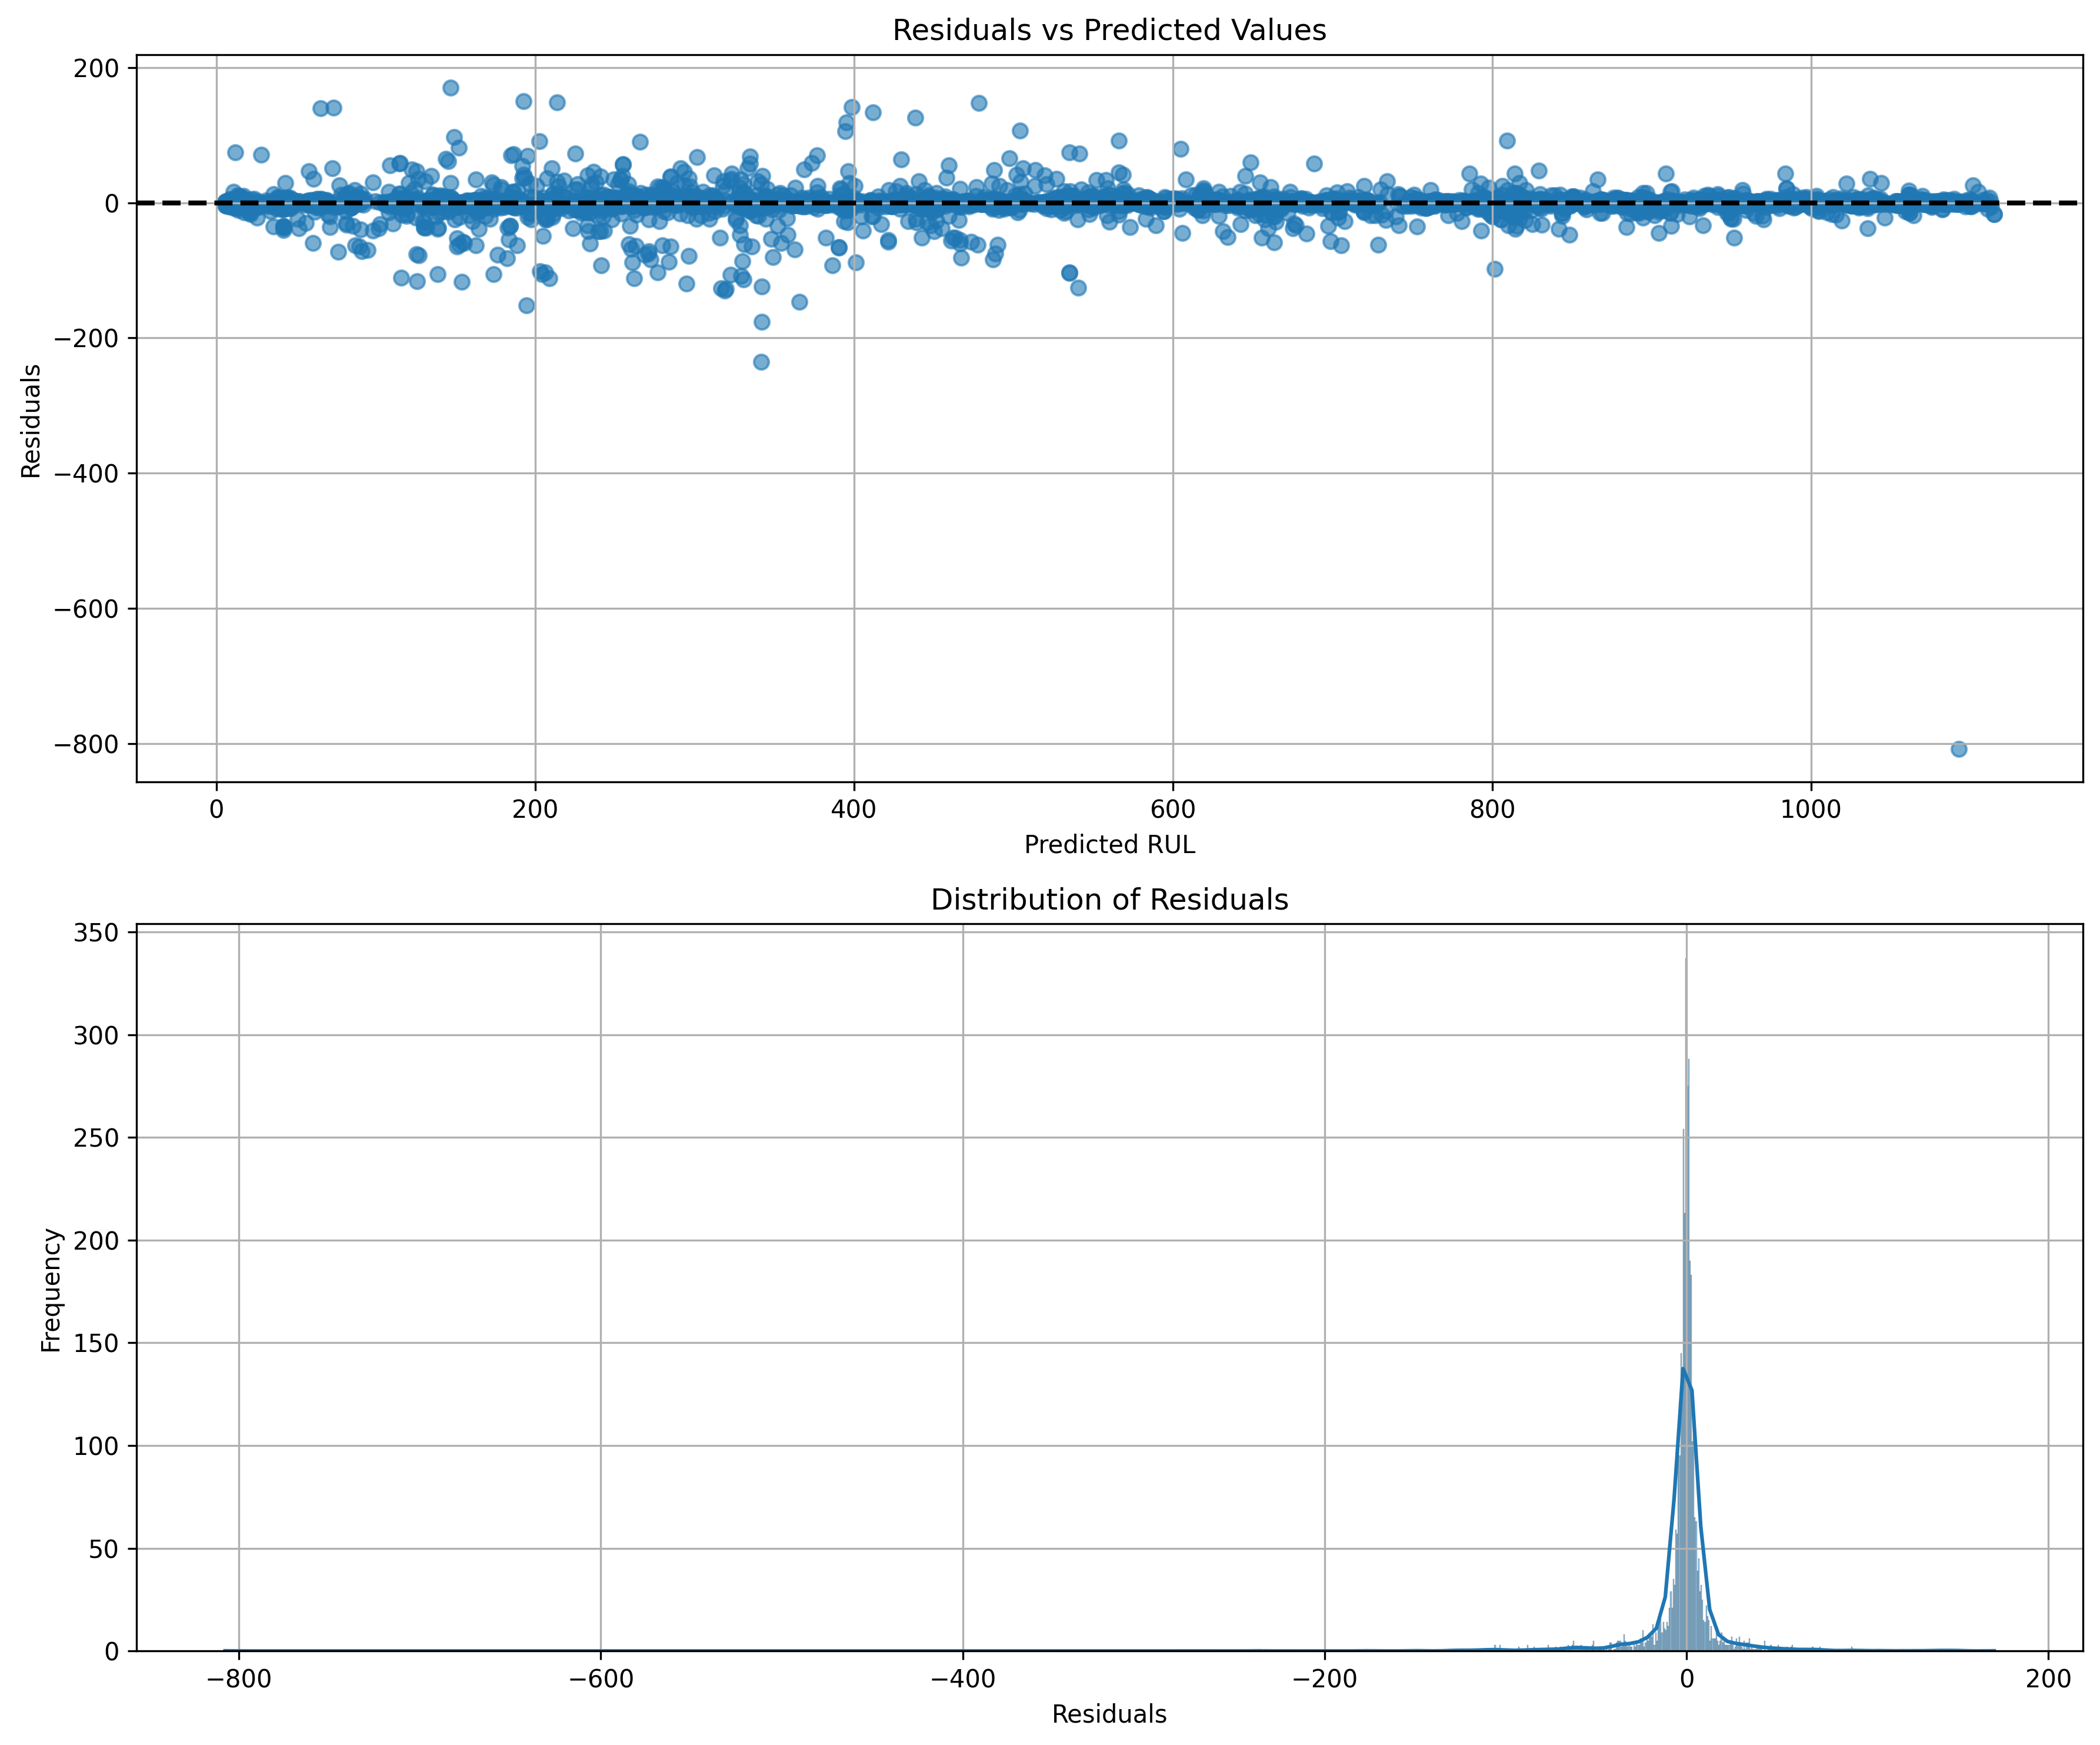 Residuals vs Predicted Values
200
0
−200
−400
−600
−800
Residuals
0 200 400 600 800 1000
Predicted RUL
Distribution of Residuals
350
300
250
200
150
100
50
0
Frequency
−800 −600 −400 −200 0 200
Residuals